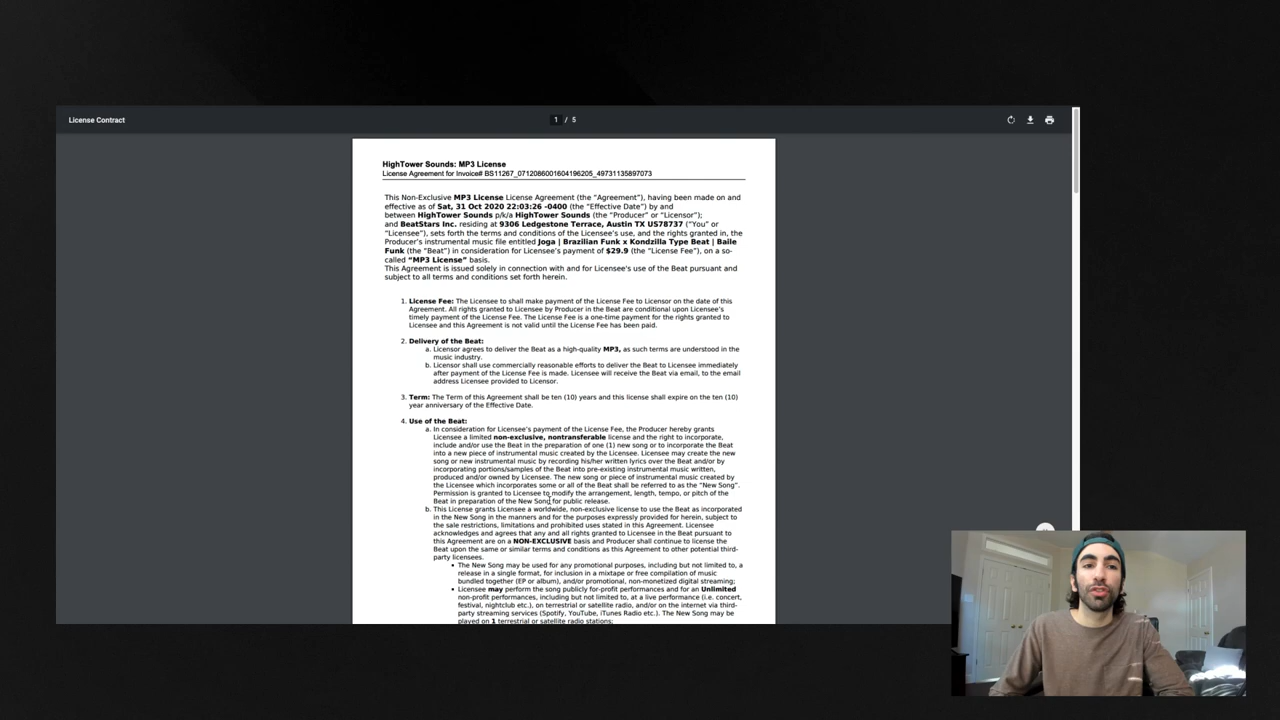 License Contract
1 / 5
HighTower Sounds: MP3 License
License Agreement for Invoice# BS11267_0712086001604196205_49731135897073
This Non-Exclusive MP3 License License Agreement (the “Agreement”), having been made on and
effective as of Sat, 31 Oct 2020 22:03:26 -0400 (the “Effective Date”) by and
between HighTower Sounds p/k/a HighTower Sounds (the “Producer” or “Licensor”);
and BeatStars Inc. residing at 9306 Ledgestone Terrace, Austin TX US78737 (“You” or
“Licensee”), sets forth the terms and conditions of the Licensee’s use, and the rights granted in, the
Producer’s instrumental music file entitled Joga | Brazilian Funk x Kondzilla Type Beat | Baile
Funk (the “Beat”) in consideration for Licensee’s payment of $29.9 (the “License Fee”), on a so-
called “MP3 License” basis.
This Agreement is issued solely in connection with and for Licensee's use of the Beat pursuant and
subject to all terms and conditions set forth herein.
1. License Fee: The Licensee to shall make payment of the License Fee to Licensor on the date of this
Agreement. All rights granted to Licensee by Producer in the Beat are conditional upon Licensee’s
timely payment of the License Fee. The License Fee is a one-time payment for the rights granted to
Licensee and this Agreement is not valid until the License Fee has been paid.
2. Delivery of the Beat:
a. Licensor agrees to deliver the Beat as a high-quality MP3, as such terms are understood in the
music industry.
b. Licensor shall use commercially reasonable efforts to deliver the Beat to Licensee immediately
after payment of the License Fee is made. Licensee will receive the Beat via email, to the email
address Licensee provided to Licensor.
3. Term: The Term of this Agreement shall be ten (10) years and this license shall expire on the ten (10)
year anniversary of the Effective Date.
4. Use of the Beat:
a. In consideration for Licensee’s payment of the License Fee, the Producer hereby grants
Licensee a limited non-exclusive, nontransferable license and the right to incorporate,
include and/or use the Beat in the preparation of one (1) new song or to incorporate the Beat
into a new piece of instrumental music created by the Licensee. Licensee may create the new
song or new instrumental music by recording his/her written lyrics over the Beat and/or by
incorporating portions/samples of the Beat into pre-existing instrumental music written,
produced and/or owned by Licensee. The new song or piece of instrumental music created by
the Licensee which incorporates some or all of the Beat shall be referred to as the “New Song”.
Permission is granted to Licensee to modify the arrangement, length, tempo, or pitch of the
Beat in preparation of the New Song for public release.
b. This License grants Licensee a worldwide, non-exclusive license to use the Beat as incorporated
in the New Song in the manners and for the purposes expressly provided for herein, subject to
the sale restrictions, limitations and prohibited uses stated in this Agreement. Licensee
acknowledges and agrees that any and all rights granted to Licensee in the Beat pursuant to
this Agreement are on a NON-EXCLUSIVE basis and Producer shall continue to license the
Beat upon the same or similar terms and conditions as this Agreement to other potential third-
party licensees.
• The New Song may be used for any promotional purposes, including but not limited to, a
release in a single format, for inclusion in a mixtape or free compilation of music
bundled together (EP or album), and/or promotional, non-monetized digital streaming;
• Licensee may perform the song publicly for-profit performances and for an Unlimited
non-profit performances, including but not limited to, at a live performance (i.e. concert,
festival, nightclub etc.), on terrestrial or satellite radio, and/or on the internet via third-
party streaming services (Spotify, YouTube, iTunes Radio etc.). The New Song may be
played on 1 terrestrial or satellite radio stations;